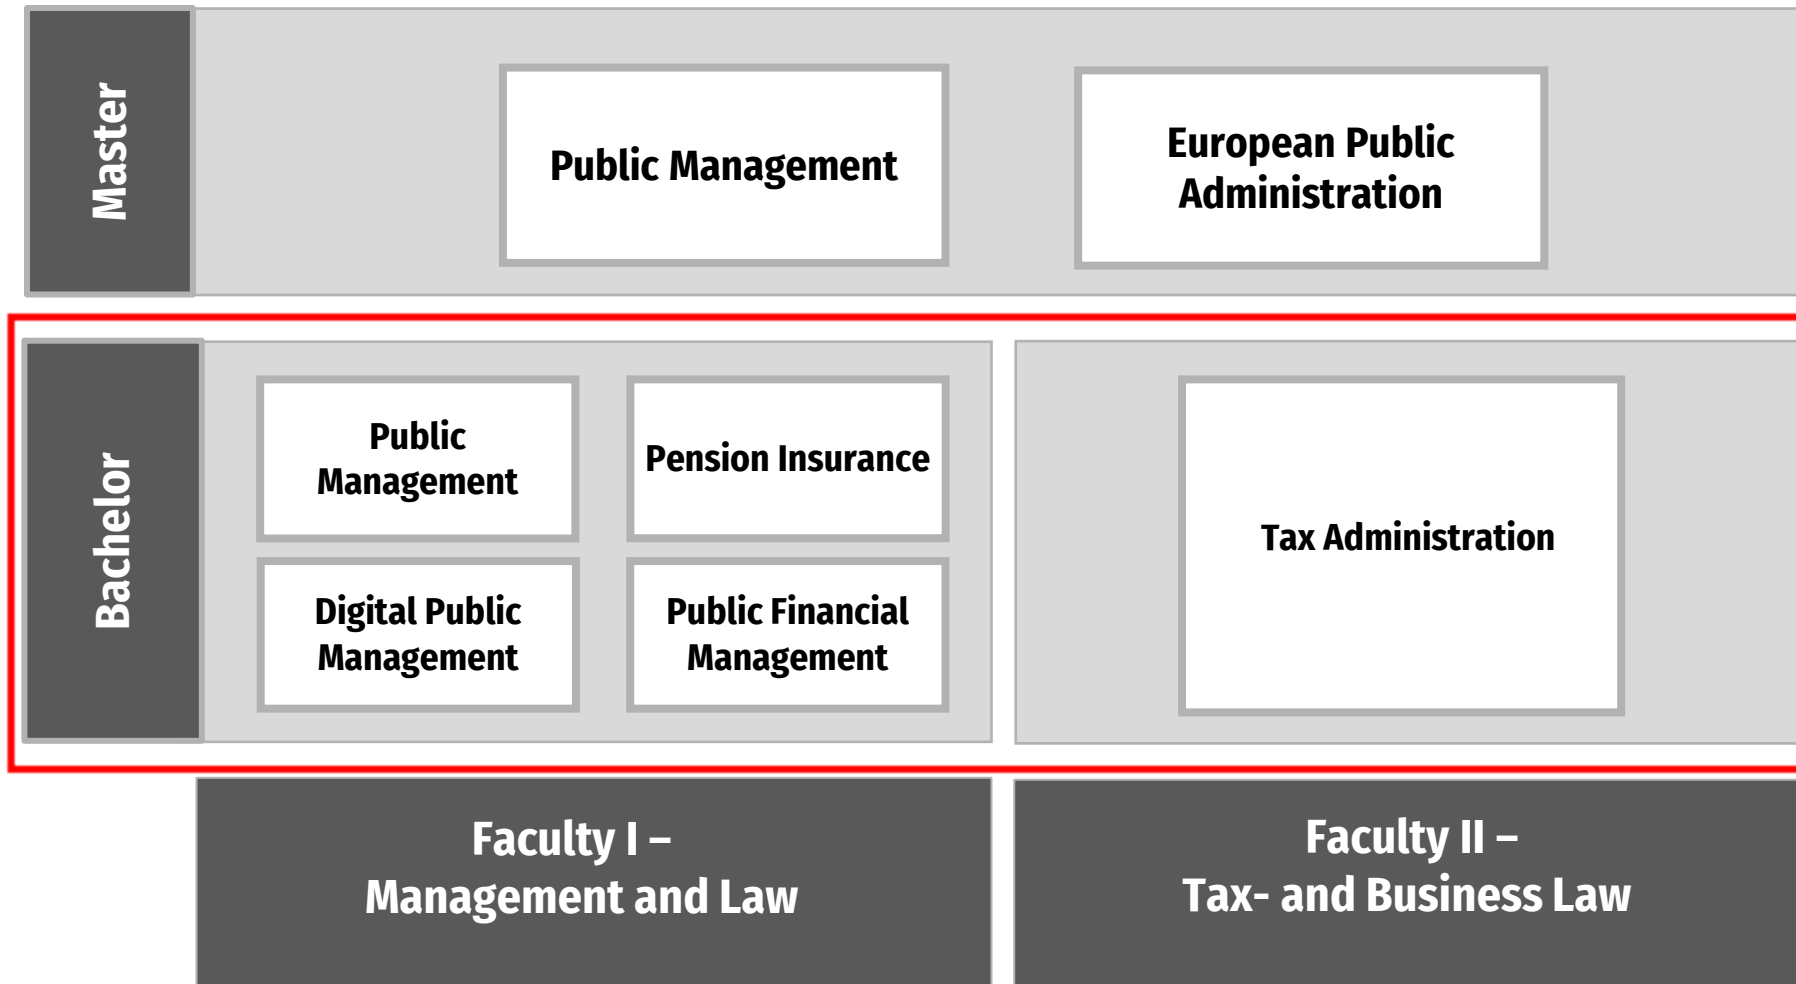 Master
Public Management
European Public
Administration
Bachelor
Public
Management
Pension Insurance
Digital Public
Management
Public Financial
Management
Tax Administration
Faculty I –
Management and Law
Faculty II –
Tax- and Business Law